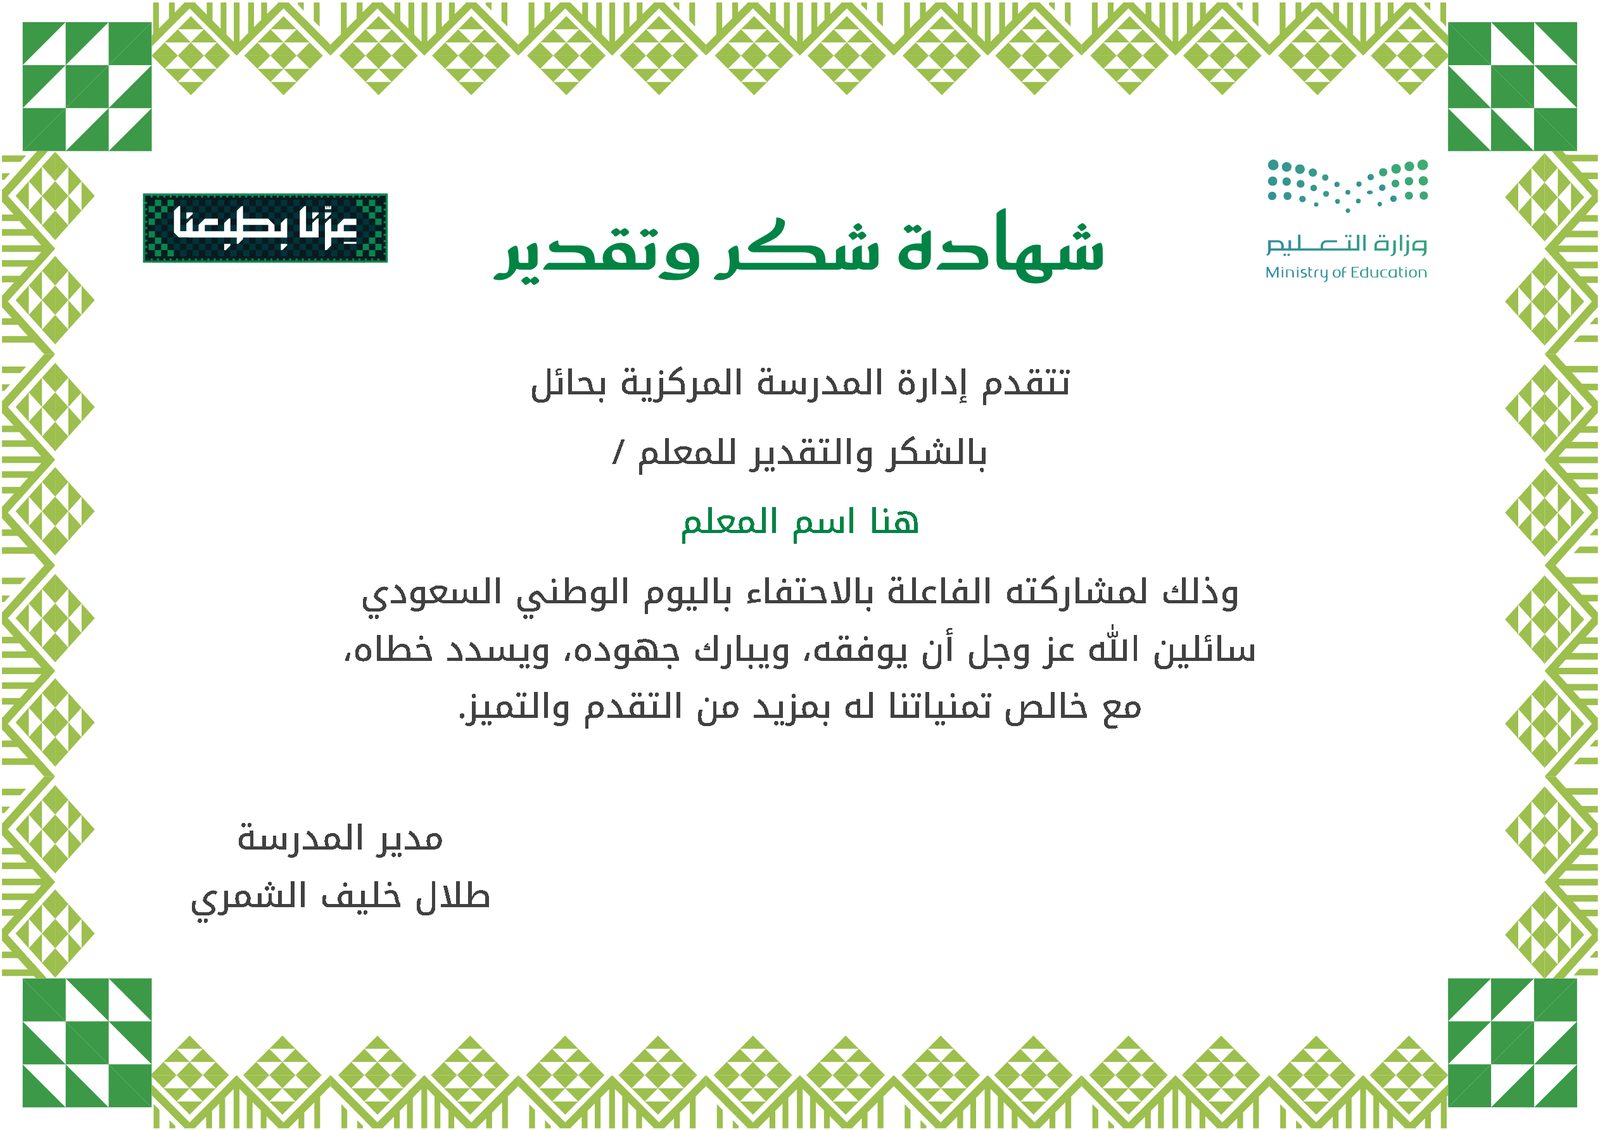 وزارة التعليم
Ministry of Education
عزّنا بطبعنا
شهادة شكر وتقدير
تتقدم إدارة المدرسة المركزية بحائل
بالشكر والتقدير للمعلم /
هنا اسم المعلم
وذلك لمشاركته الفاعلة بالاحتفاء باليوم الوطني السعودي
سائلين الله عز وجل أن يوفقه، ويبارك جهوده، ويسدد خطاه،
مع خالص تمنياتنا له بمزيد من التقدم والتميز.
مدير المدرسة
طلال خليف الشمري